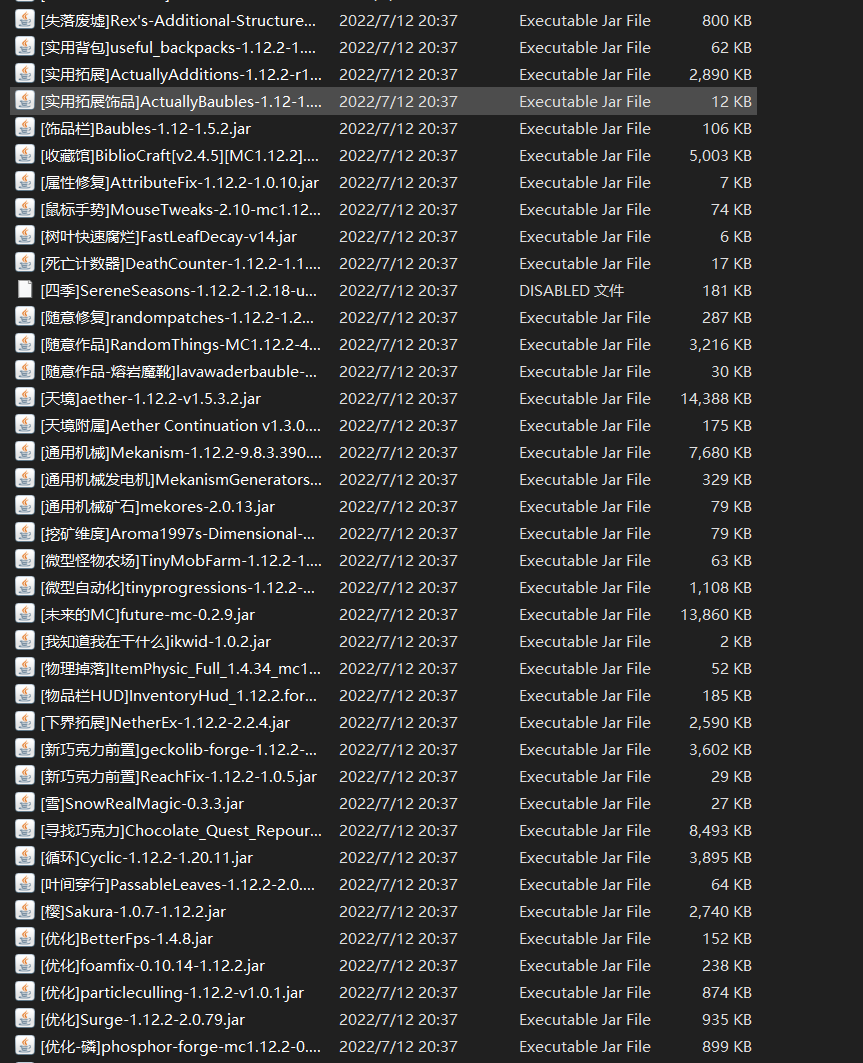 [失落废墟]Rex's-Additional-Structure... 2022/7/12 20:37 Executable Jar File 800 KB
[实用背包]useful_backpacks-1.12.2-1.... 2022/7/12 20:37 Executable Jar File 62 KB
[实用拓展]ActuallyAdditions-1.12.2-r1... 2022/7/12 20:37 Executable Jar File 2,890 KB
[实用拓展饰品]ActuallyBaubles-1.12-1.... 2022/7/12 20:37 Executable Jar File 12 KB
[饰品栏]Baubles-1.12-1.5.2.jar 2022/7/12 20:37 Executable Jar File 106 KB
[收藏馆]BiblioCraft[v2.4.5][MC1.12.2].... 2022/7/12 20:37 Executable Jar File 5,003 KB
[属性修复]AttributeFix-1.12.2-1.0.10.jar 2022/7/12 20:37 Executable Jar File 7 KB
[鼠标手势]MouseTweaks-2.10-mc1.12... 2022/7/12 20:37 Executable Jar File 74 KB
[树叶快速腐烂]FastLeafDecay-v14.jar 2022/7/12 20:37 Executable Jar File 6 KB
[死亡计数器]DeathCounter-1.12.2-1.1.... 2022/7/12 20:37 Executable Jar File 17 KB
[四季]SereneSeasons-1.12.2-1.2.18-u... 2022/7/12 20:37 DISABLED 文件 181 KB
[随意修复]randompatches-1.12.2-1.2... 2022/7/12 20:37 Executable Jar File 287 KB
[随意作品]RandomThings-MC1.12.2-4... 2022/7/12 20:37 Executable Jar File 3,216 KB
[随意作品-熔岩魔靴]lavawaderbauble-... 2022/7/12 20:37 Executable Jar File 30 KB
[天境]aether-1.12.2-v1.5.3.2.jar 2022/7/12 20:37 Executable Jar File 14,388 KB
[天境附属]Aether Continuation v1.3.0.... 2022/7/12 20:37 Executable Jar File 175 KB
[通用机械]Mekanism-1.12.2-9.8.3.390.... 2022/7/12 20:37 Executable Jar File 7,680 KB
[通用机械发电机]MekanismGenerators... 2022/7/12 20:37 Executable Jar File 329 KB
[通用机械矿石]mekores-2.0.13.jar 2022/7/12 20:37 Executable Jar File 79 KB
[挖矿维度]Aroma1997s-Dimensional-... 2022/7/12 20:37 Executable Jar File 79 KB
[微型怪物农场]TinyMobFarm-1.12.2-1.... 2022/7/12 20:37 Executable Jar File 63 KB
[微型自动化]tinyprogressions-1.12.2-... 2022/7/12 20:37 Executable Jar File 1,108 KB
[未来的MC]future-mc-0.2.9.jar 2022/7/12 20:37 Executable Jar File 13,860 KB
[我知道我在干什么]ikwid-1.0.2.jar 2022/7/12 20:37 Executable Jar File 2 KB
[物理掉落]ItemPhysic_Full_1.4.34_mc1... 2022/7/12 20:37 Executable Jar File 52 KB
[物品栏HUD]InventoryHud_1.12.2.for... 2022/7/12 20:37 Executable Jar File 185 KB
[下界拓展]NetherEx-1.12.2-2.2.4.jar 2022/7/12 20:37 Executable Jar File 2,590 KB
[新巧克力前置]geckolib-forge-1.12.2-... 2022/7/12 20:37 Executable Jar File 3,602 KB
[新巧克力前置]ReachFix-1.12.2-1.0.5.jar 2022/7/12 20:37 Executable Jar File 29 KB
[雪]SnowRealMagic-0.3.3.jar 2022/7/12 20:37 Executable Jar File 27 KB
[寻找巧克力]Chocolate_Quest_Repour... 2022/7/12 20:37 Executable Jar File 8,493 KB
[循环]Cyclic-1.12.2-1.20.11.jar 2022/7/12 20:37 Executable Jar File 3,895 KB
[叶间穿行]PassableLeaves-1.12.2-2.0.... 2022/7/12 20:37 Executable Jar File 64 KB
[樱]Sakura-1.0.7-1.12.2.jar 2022/7/12 20:37 Executable Jar File 2,740 KB
[优化]BetterFps-1.4.8.jar 2022/7/12 20:37 Executable Jar File 152 KB
[优化]foamfix-0.10.14-1.12.2.jar 2022/7/12 20:37 Executable Jar File 238 KB
[优化]particleculling-1.12.2-v1.0.1.jar 2022/7/12 20:37 Executable Jar File 874 KB
[优化]Surge-1.12.2-2.0.79.jar 2022/7/12 20:37 Executable Jar File 935 KB
[优化-磷]phosphor-forge-mc1.12.2-0.... 2022/7/12 20:37 Executable Jar File 899 KB